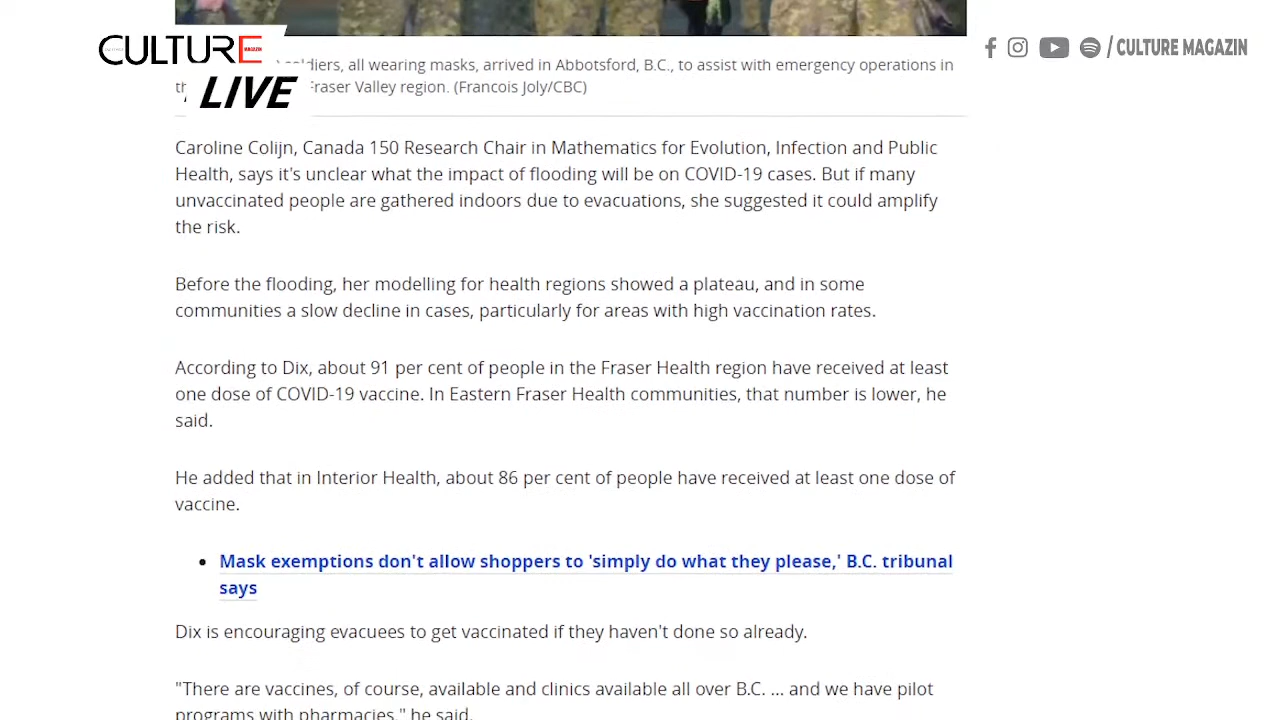 CULTURE MAGAZIN
LIVE
/ CULTURE MAGAZIN
soldiers, all wearing masks, arrived in Abbotsford, B.C., to assist with emergency operations in
Fraser Valley region. (Francois Joly/CBC)
Caroline Colijn, Canada 150 Research Chair in Mathematics for Evolution, Infection and Public
Health, says it's unclear what the impact of flooding will be on COVID-19 cases. But if many
unvaccinated people are gathered indoors due to evacuations, she suggested it could amplify
the risk.
Before the flooding, her modelling for health regions showed a plateau, and in some
communities a slow decline in cases, particularly for areas with high vaccination rates.
According to Dix, about 91 per cent of people in the Fraser Health region have received at least
one dose of COVID-19 vaccine. In Eastern Fraser Health communities, that number is lower, he
said.
He added that in Interior Health, about 86 per cent of people have received at least one dose of
vaccine.
• Mask exemptions don't allow shoppers to 'simply do what they please,' B.C. tribunal
says
Dix is encouraging evacuees to get vaccinated if they haven't done so already.
"There are vaccines, of course, available and clinics available all over B.C. ... and we have pilot
programs with pharmacies," he said.